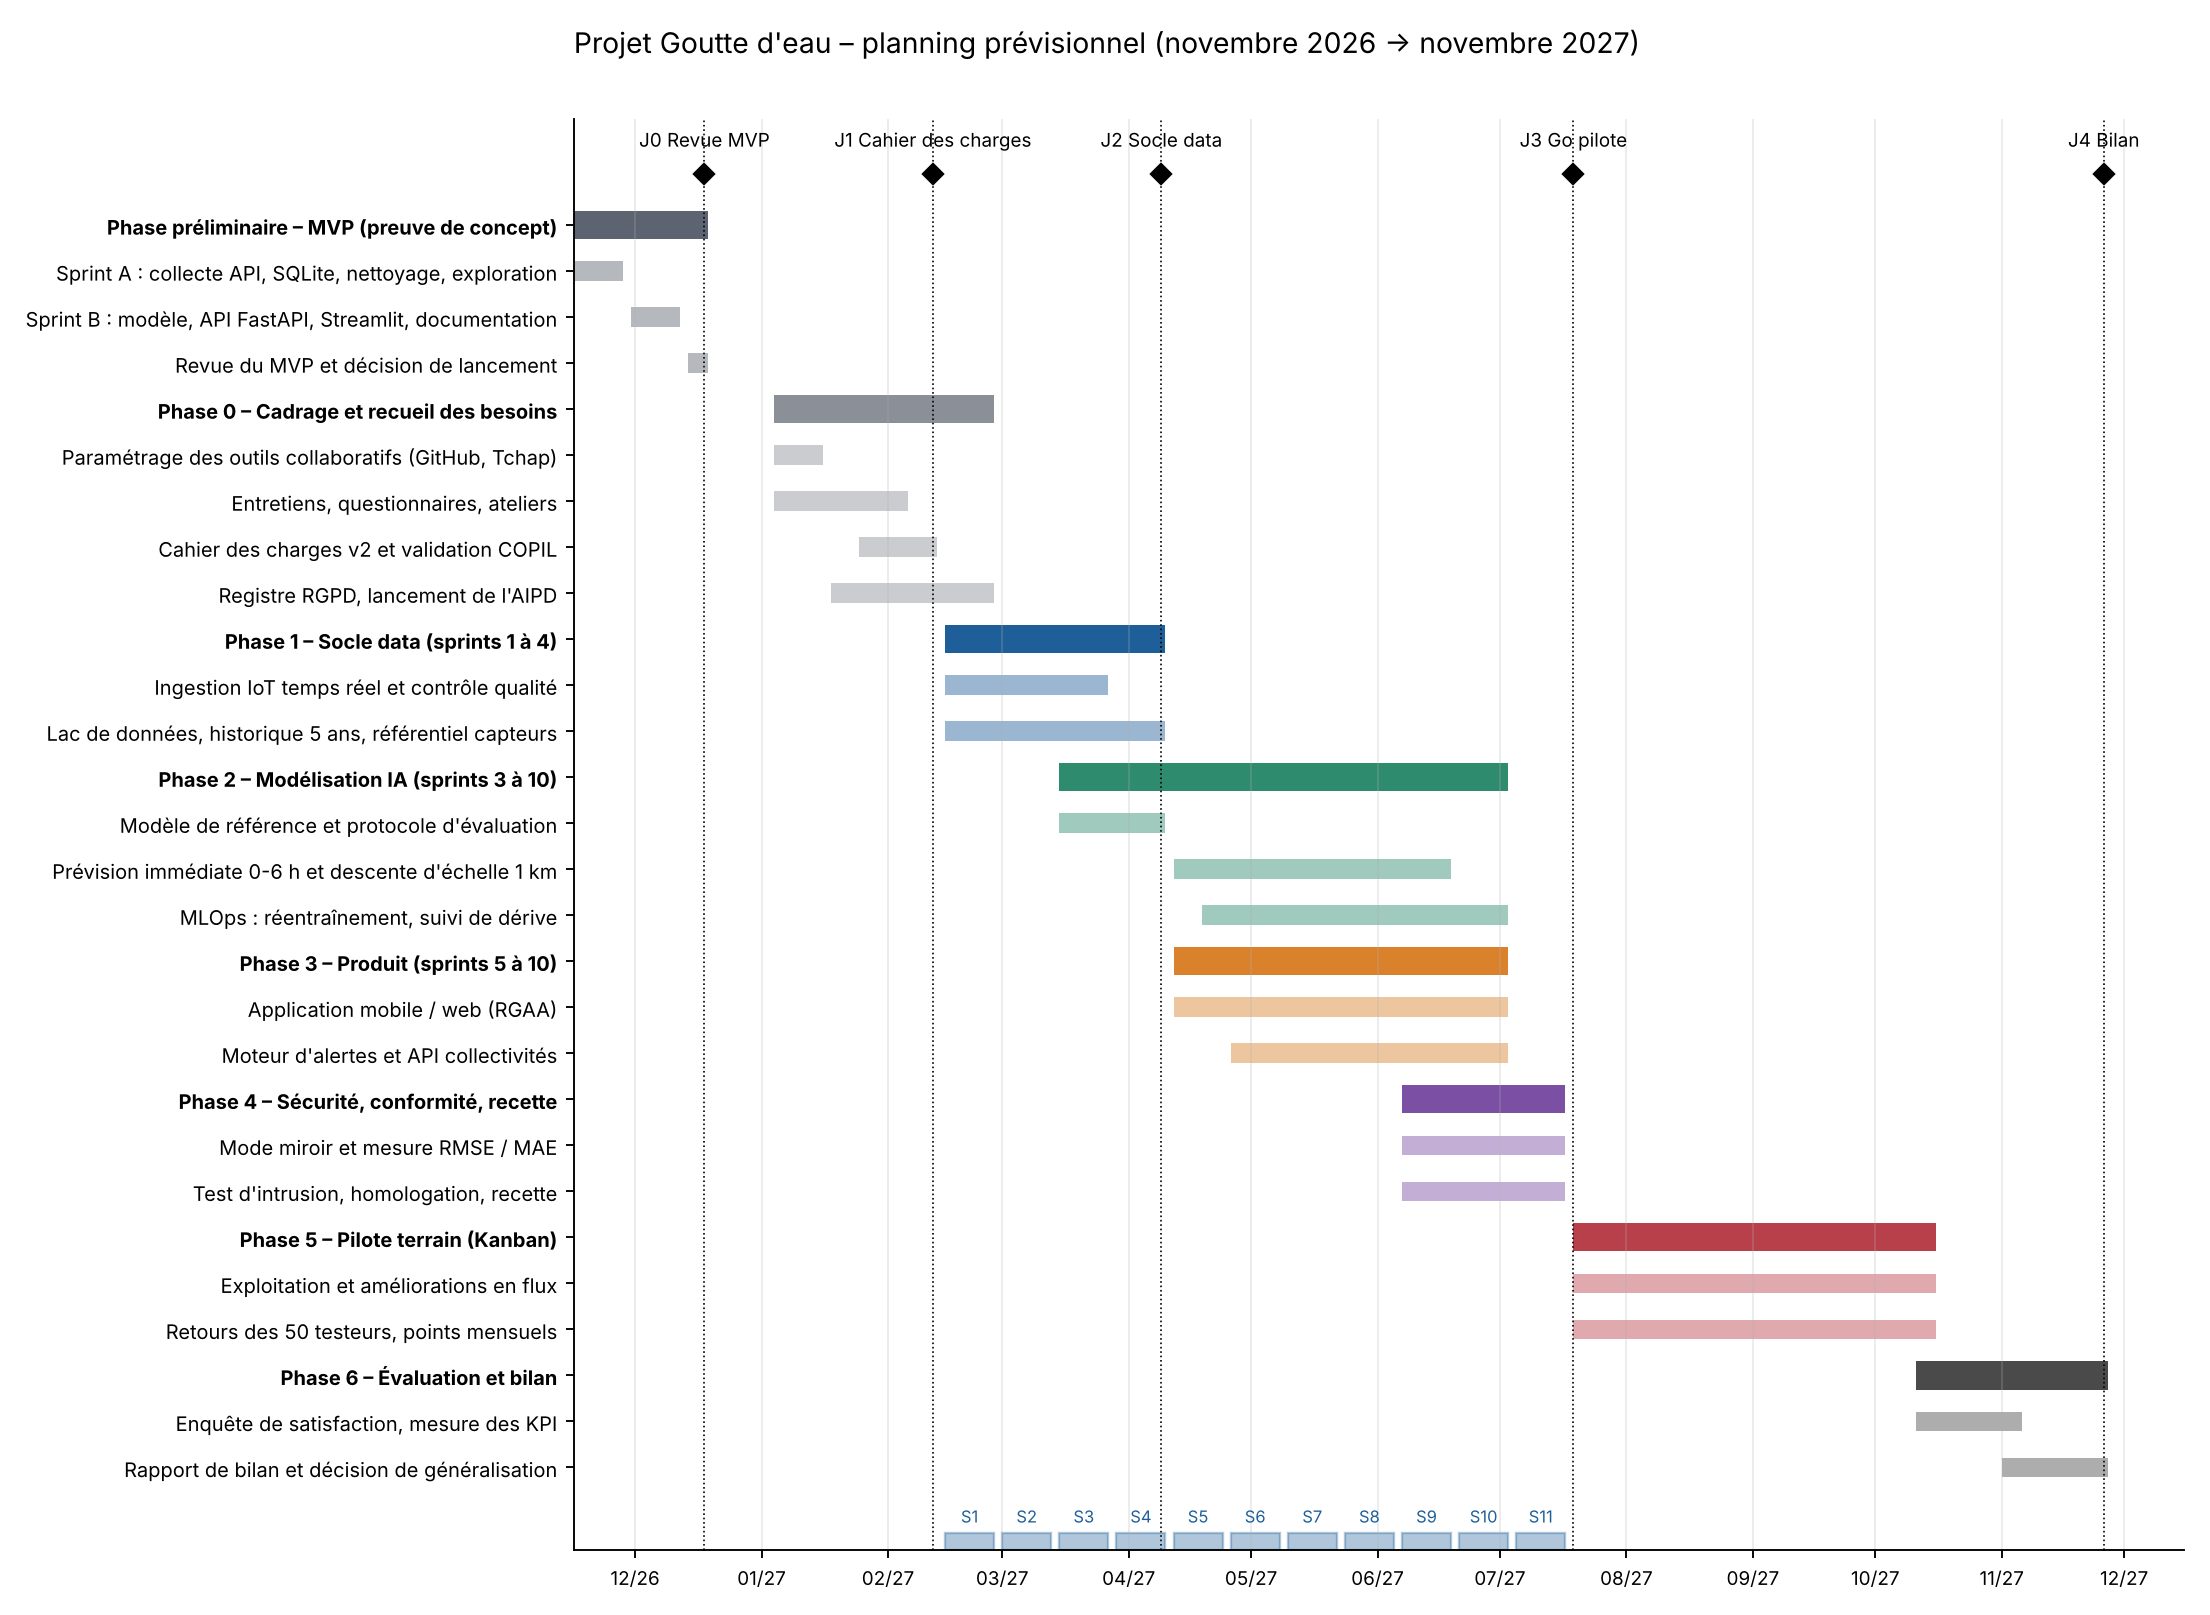 Projet Goutte d'eau – planning prévisionnel (novembre 2026 → novembre 2027)
J0 Revue MVP
J1 Cahier des charges
J2 Socle data
J3 Go pilote
J4 Bilan
Phase préliminaire – MVP (preuve de concept)
Sprint A : collecte API, SQLite, nettoyage, exploration
Sprint B : modèle, API FastAPI, Streamlit, documentation
Revue du MVP et décision de lancement
Phase 0 – Cadrage et recueil des besoins
Paramétrage des outils collaboratifs (GitHub, Tchap)
Entretiens, questionnaires, ateliers
Cahier des charges v2 et validation COPIL
Registre RGPD, lancement de l'AIPD
Phase 1 – Socle data (sprints 1 à 4)
Ingestion IoT temps réel et contrôle qualité
Lac de données, historique 5 ans, référentiel capteurs
Phase 2 – Modélisation IA (sprints 3 à 10)
Modèle de référence et protocole d'évaluation
Prévision immédiate 0-6 h et descente d'échelle 1 km
MLOps : réentraînement, suivi de dérive
Phase 3 – Produit (sprints 5 à 10)
Application mobile / web (RGAA)
Moteur d'alertes et API collectivités
Phase 4 – Sécurité, conformité, recette
Mode miroir et mesure RMSE / MAE
Test d'intrusion, homologation, recette
Phase 5 – Pilote terrain (Kanban)
Exploitation et améliorations en flux
Retours des 50 testeurs, points mensuels
Phase 6 – Évaluation et bilan
Enquête de satisfaction, mesure des KPI
Rapport de bilan et décision de généralisation
S1 S2 S3 S4 S5 S6 S7 S8 S9 S10 S11
12/26 01/27 02/27 03/27 04/27 05/27 06/27 07/27 08/27 09/27 10/27 11/27 12/27